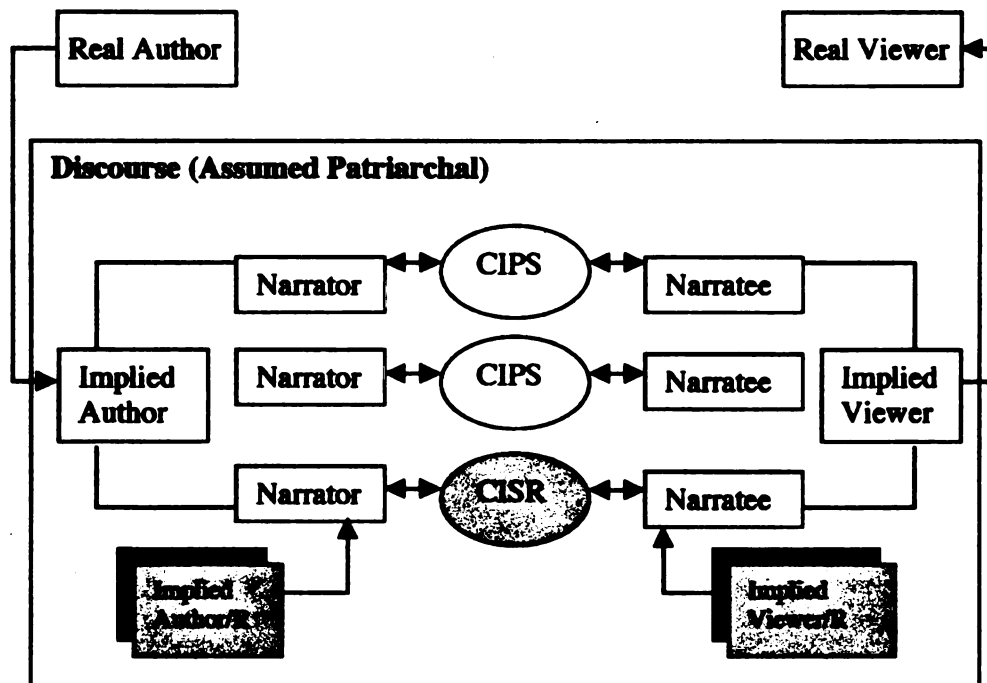 Real Author
Real Viewer
Discourse (Assumed Patriarchal)
Narrator
CIPS
Narratee
Implied
Author
Narrator
CIPS
Narratee
Implied
Viewer
Narrator
CISR
Narratee
Implied
Author/R
Implied
Viewer/R